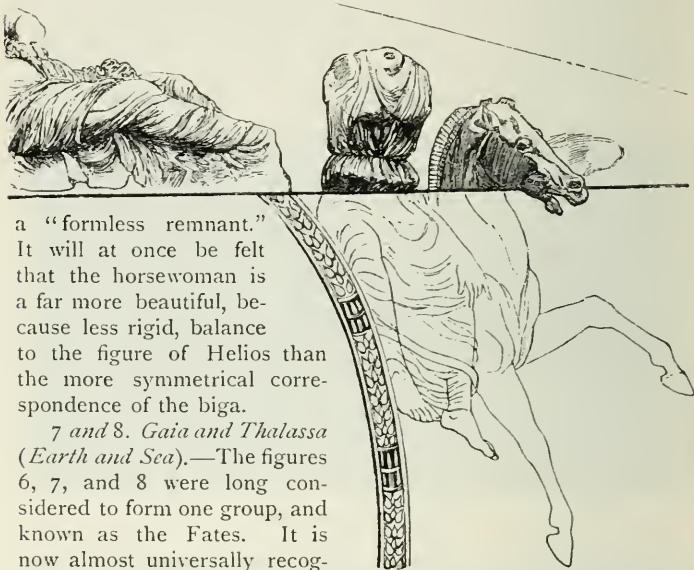 a “formless remnant.”
It will at once be felt
that the horsewoman is
a far more beautiful, be-
cause less rigid, balance
to the figure of Helios than
the more symmetrical corre-
spondence of the biga.
7 and 8. Gaia and Thalassa
(Earth and Sea).—The figures
6, 7, and 8 were long con-
sidered to form one group, and
known as the Fates. It is
now almost universally recog-